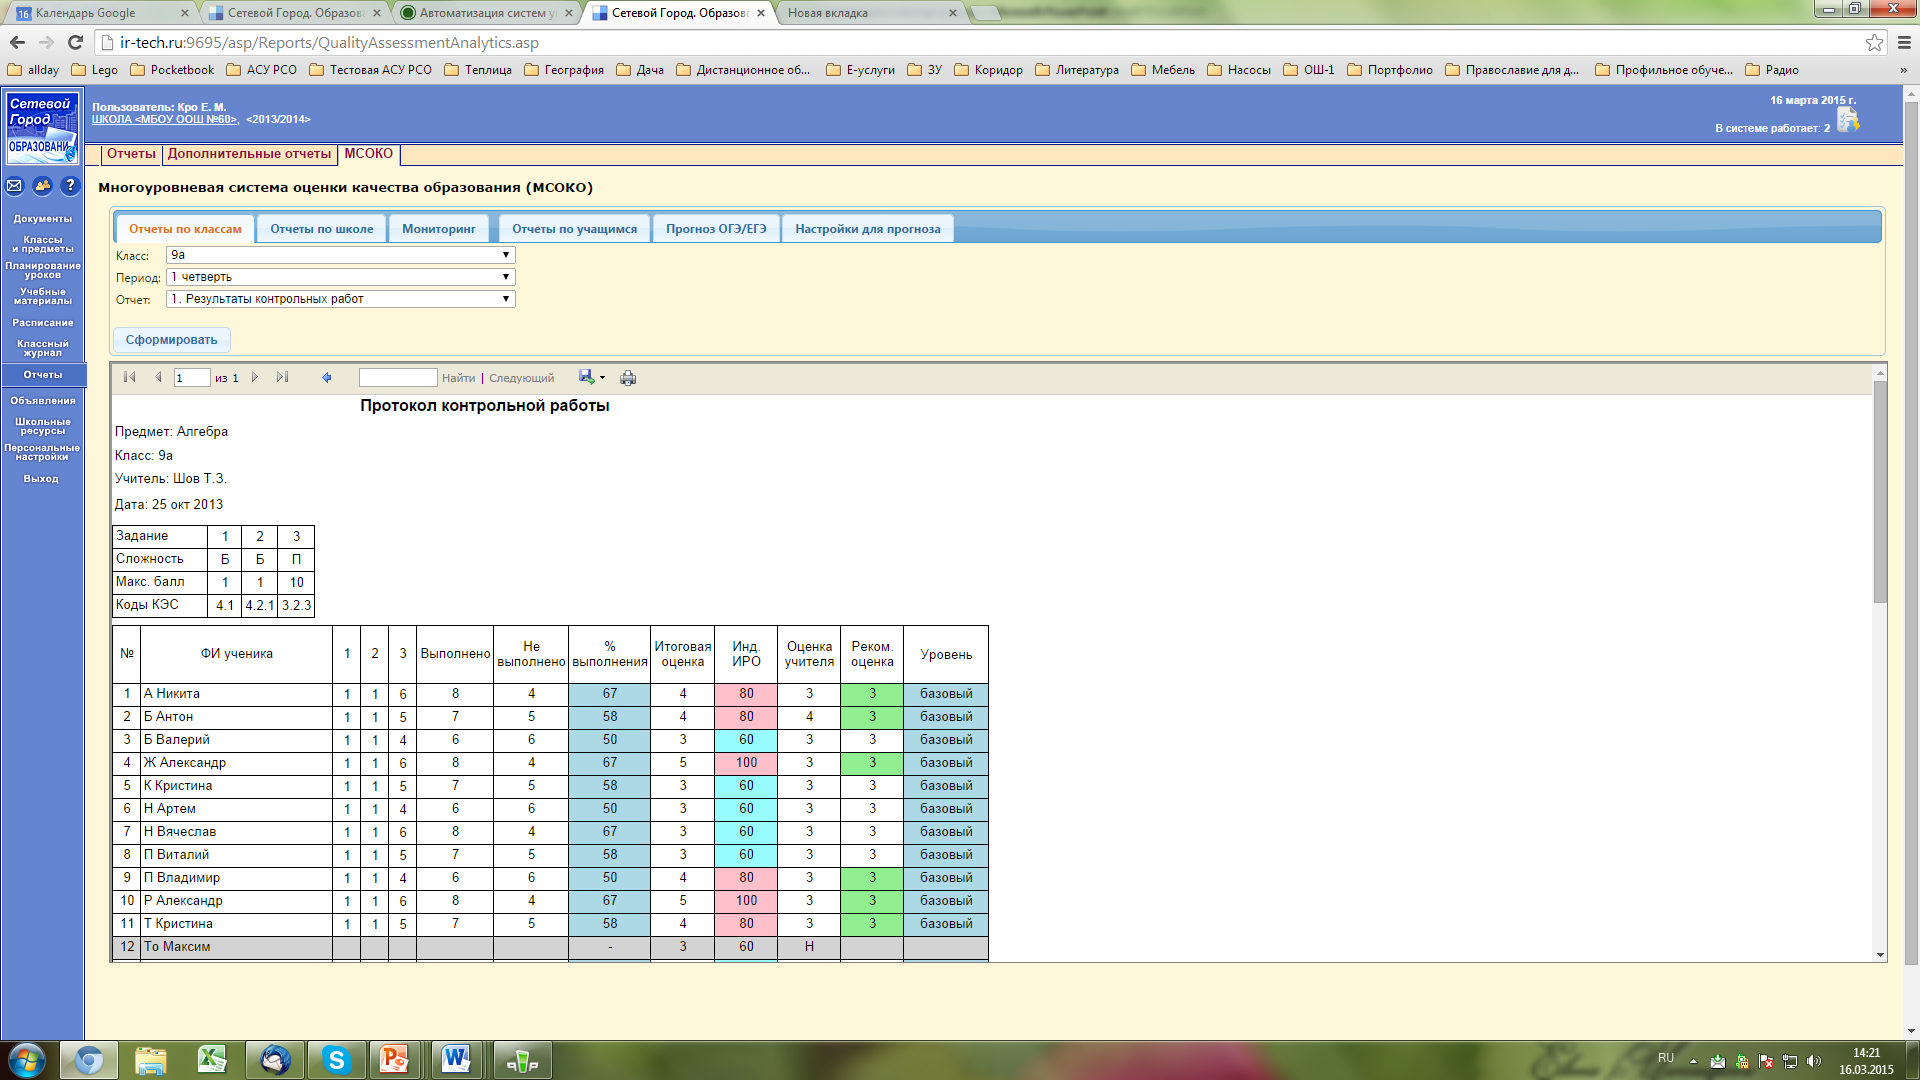 Календарь Google
Сетевой Город. Образова
Автоматизация систем у
Сетевой Город. Образова
Новая вкладка
ir-tech.ru:9695/asp/Reports/QualityAssessmentAnalytics.asp
allday Lego Pocketbook АСУ РСО Тестовая АСУ РСО Теплица География Дача Дистанционное об... Е-услуги ЗУ Коридор Литература Мебель Насосы ОШ-1 Портфолио Православие для д... Профильное обуче... Радио »
Сетевой
Город
ОБРАЗОВАНИ
Пользователь: Кро Е. М.
ШКОЛА <МБОУ ООШ №60>, <2013/2014>
16 марта 2015 г.
В системе работает: 2
Отчеты Дополнительные отчеты МСОКО
Документы
Классы
и предметы
Планирование
уроков
Учебные
материалы
Расписание
Классный
журнал
Отчеты
Объявления
Школьные
ресурсы
Персональные
настройки
Выход
Многоуровневая система оценки качества образования (МСОКО)
Отчеты по классам Отчеты по школе Мониторинг Отчеты по учащимся Прогноз ОГЭ/ЕГЭ Настройки для прогноза
Класс: 9а
Период: 1 четверть
Отчет: 1. Результаты контрольных работ
Сформировать
1 из 1 Найти | Следующий
Протокол контрольной работы
Предмет: Алгебра
Класс: 9а
Учитель: Шов Т.З.
Дата: 25 окт 2013
Задание 1 2 3
Сложность Б Б П
Макс. балл 1 1 10
Коды КЭС 4.1 4.2.1 3.2.3
№ ФИ ученика 1 2 3 Выполнено Не выполнено % выполнения Итоговая оценка Инд. ИРО Оценка учителя Реком. оценка Уровень
1 А Никита 1 1 6 8 4 67 4 80 3 3 базовый
2 Б Антон 1 1 5 7 5 58 4 80 4 3 базовый
3 Б Валерий 1 1 4 6 6 50 3 60 3 3 базовый
4 Ж Александр 1 1 6 8 4 67 5 100 3 3 базовый
5 К Кристина 1 1 5 7 5 58 3 60 3 3 базовый
6 Н Артем 1 1 4 6 6 50 3 60 3 3 базовый
7 Н Вячеслав 1 1 6 8 4 67 3 60 3 3 базовый
8 П Виталий 1 1 5 7 5 58 3 60 3 3 базовый
9 П Владимир 1 1 4 6 6 50 4 80 3 3 базовый
10 Р Александр 1 1 6 8 4 67 5 100 3 3 базовый
11 Т Кристина 1 1 5 7 5 58 4 80 3 3 базовый
12 То Максим - 3 60 Н
RU
14:21
16.03.2015